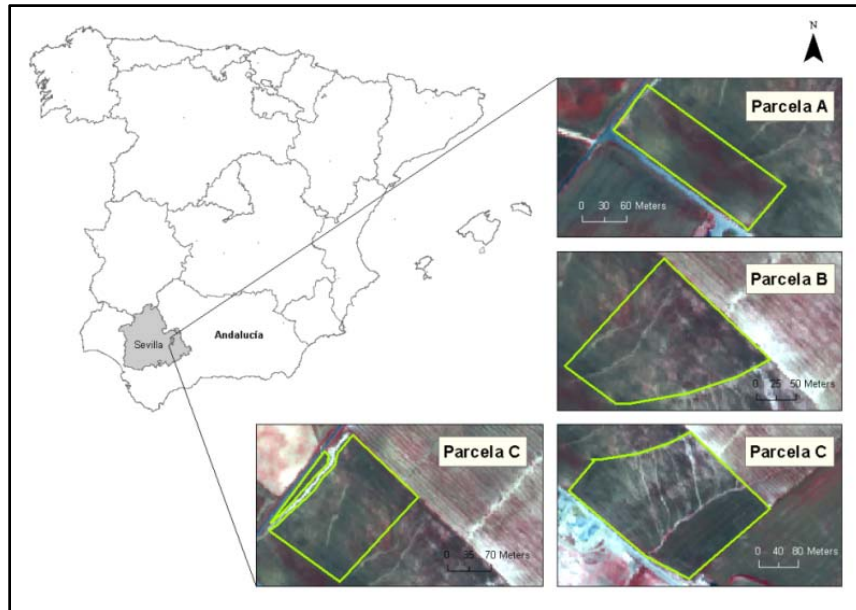 N
Parcela A
0 30 60 Meters
Parcela B
0 25 50 Meters
Andalucía
Sevilla
Parcela C
0 35 70 Meters
Parcela C
0 40 80 Meters